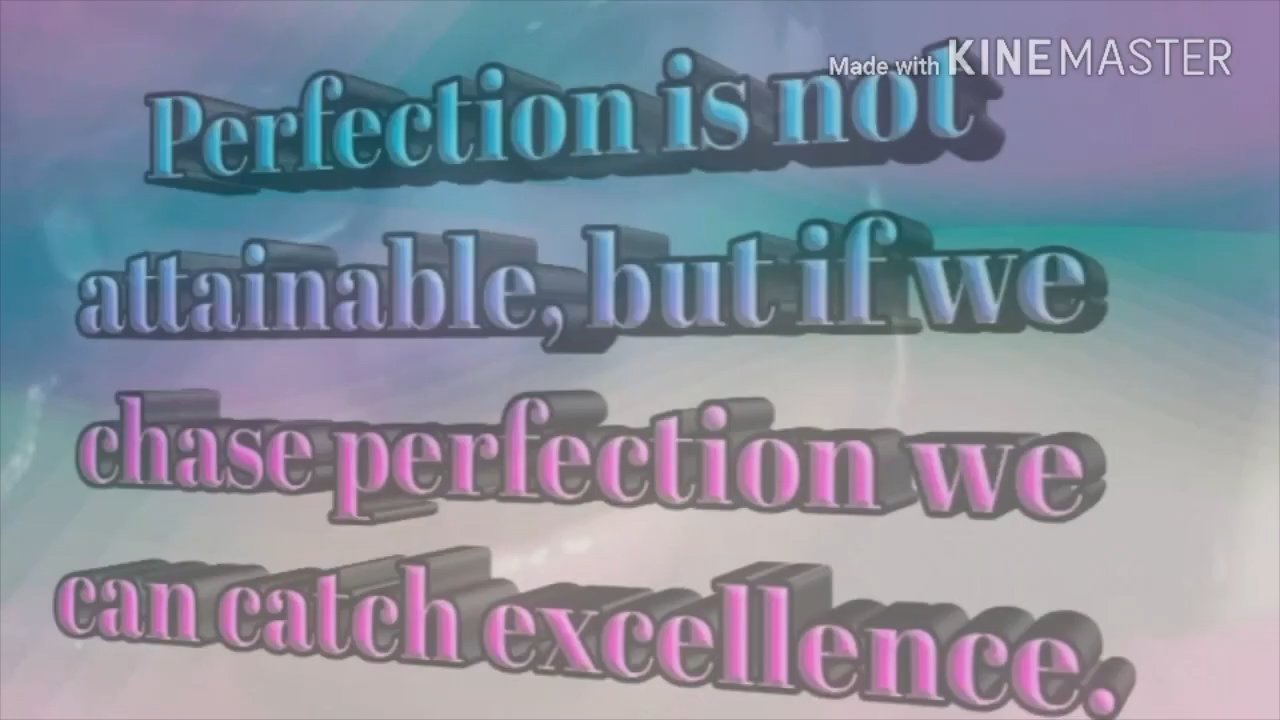 Made with KINEMASTER
Perfection is not
attainable, but if we
chase perfection we
can catch excellence.